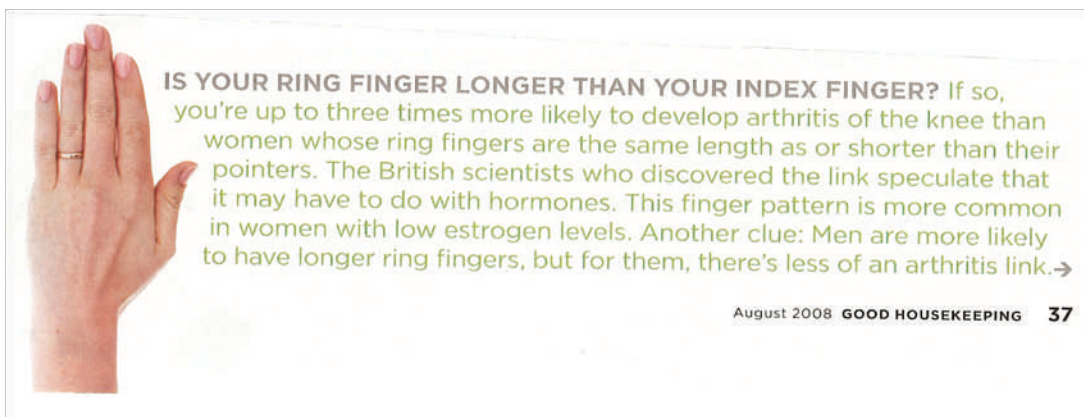 IS YOUR RING FINGER LONGER THAN YOUR INDEX FINGER? If so,
you're up to three times more likely to develop arthritis of the knee than
women whose ring fingers are the same length as or shorter than their
pointers. The British scientists who discovered the link speculate that
it may have to do with hormones. This finger pattern is more common
in women with low estrogen levels. Another clue: Men are more likely
to have longer ring fingers, but for them, there's less of an arthritis link.→
August 2008 GOOD HOUSEKEEPING 37